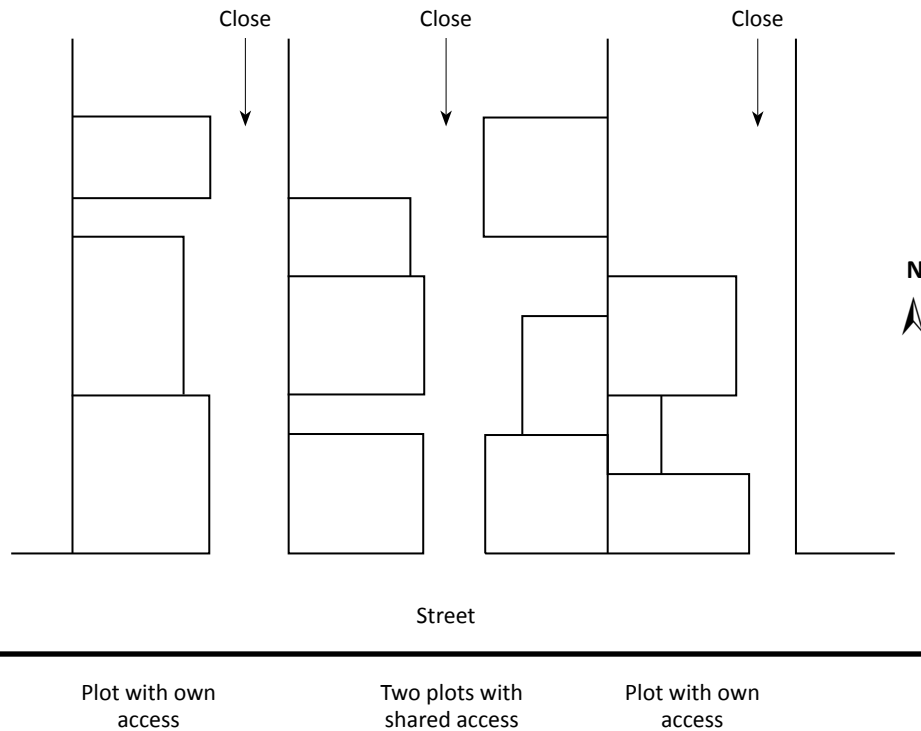 Close
Close
Close
N
Street
Plot with own
access
Two plots with
shared access
Plot with own
access